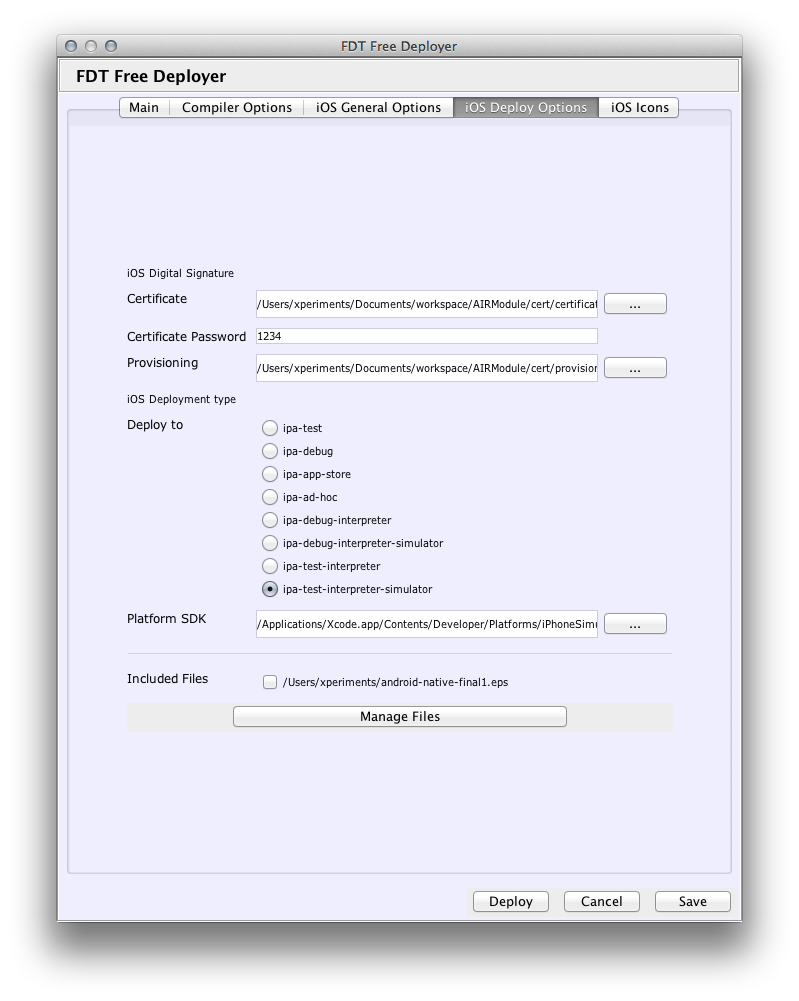 FDT Free Deployer
FDT Free Deployer
Main Compiler Options iOS General Options iOS Deploy Options iOS Icons
iOS Digital Signature
Certificate /Users/xperiments/Documents/workspace/AIRModule/cert/certificat ...
Certificate Password 1234
Provisioning /Users/xperiments/Documents/workspace/AIRModule/cert/provision ...
iOS Deployment type
Deploy to ipa-test
ipa-debug
ipa-app-store
ipa-ad-hoc
ipa-debug-interpreter
ipa-debug-interpreter-simulator
ipa-test-interpreter
ipa-test-interpreter-simulator
Platform SDK /Applications/Xcode.app/Contents/Developer/Platforms/iPhoneSimu ...
Included Files /Users/xperiments/android-native-final1.eps
Manage Files
Deploy Cancel Save